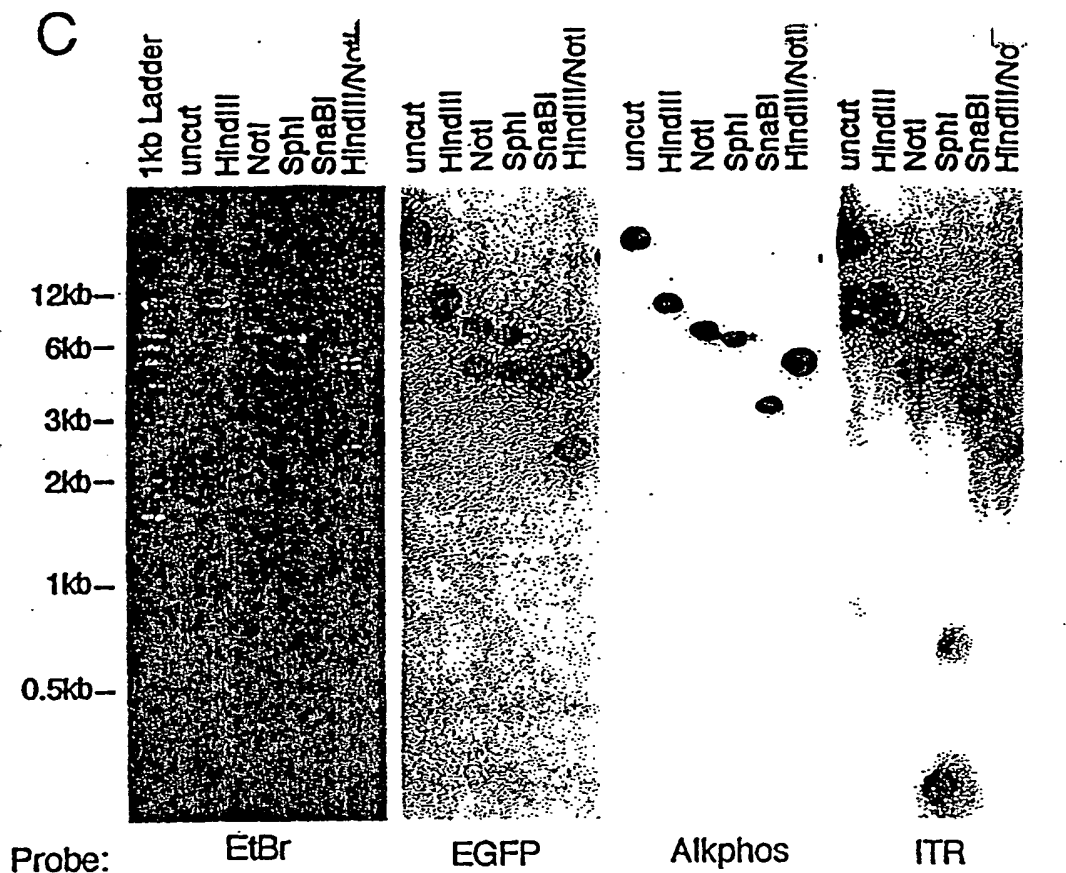 C
1kb Ladder
uncut
HindIII
NotI
SphI
SnaBI
HindIII/NotI
uncut
HindIII
NotI
SphI
SnaBI
HindIII/NotI
uncut
HindIII
NotI
SphI
SnaBI
HindIII/NotI
uncut
HindIII
NotI
SphI
SnaBI
HindIII/No
12kb
6kb
3kb
2kb
1kb
0.5kb
Probe: EtBr EGFP Alkphos ITR